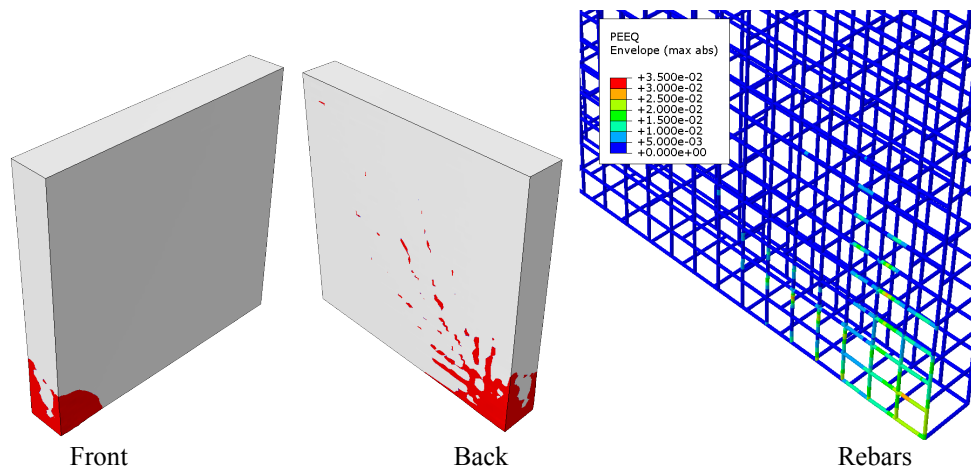 PEEQ
Envelope (max abs)
+3.500e-02
+3.000e-02
+2.500e-02
+2.000e-02
+1.500e-02
+1.000e-02
+5.000e-03
+0.000e+00
Front
Back
Rebars